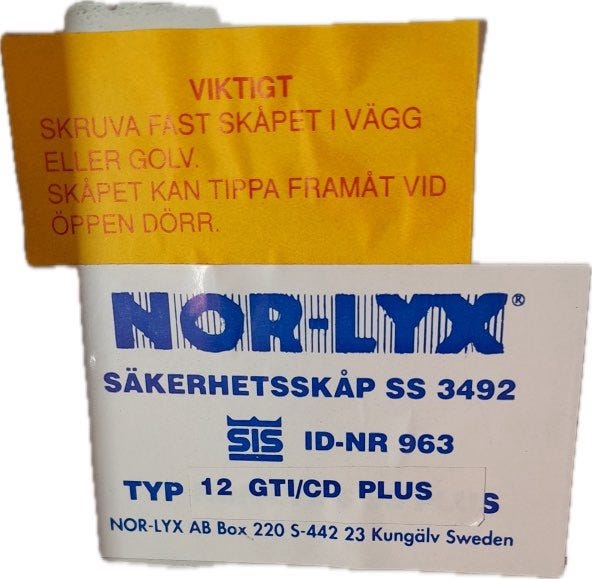 VIKTIGT
SKRUVA FAST SKÅPET I VÄGG
ELLER GOLV.
SKÅPET KAN TIPPA FRAMÅT VID
ÖPPEN DÖRR.
NOR-LYX®
SÄKERHETSSKÅP SS 3492
SIS ID-NR 963
TYP 12 GTI/CD PLUS S
NOR-LYX AB Box 220 S-442 23 Kungälv Sweden